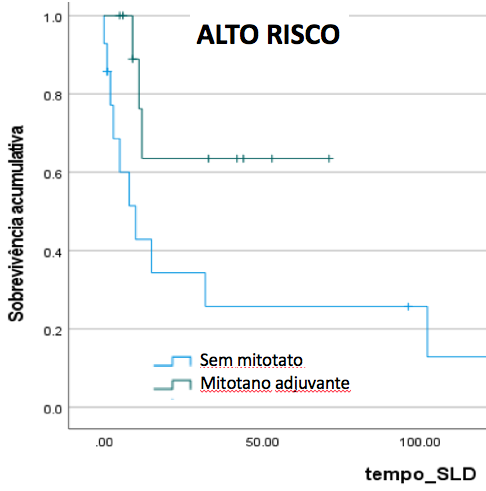 ALTO RISCO
Sobrevivência acumulativa
1.0
0.8
0.6
0.4
0.2
0.0
Sem mitotato
Mitotano adjuvante
.00
50.00
100.00
tempo_SLD